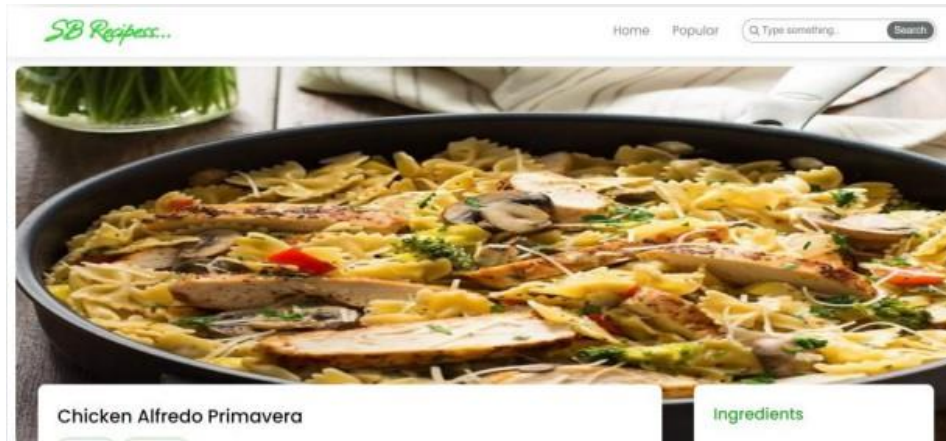 SB Recipess...
Home Popular Type something.. Search
Chicken Alfredo Primavera
Ingredients